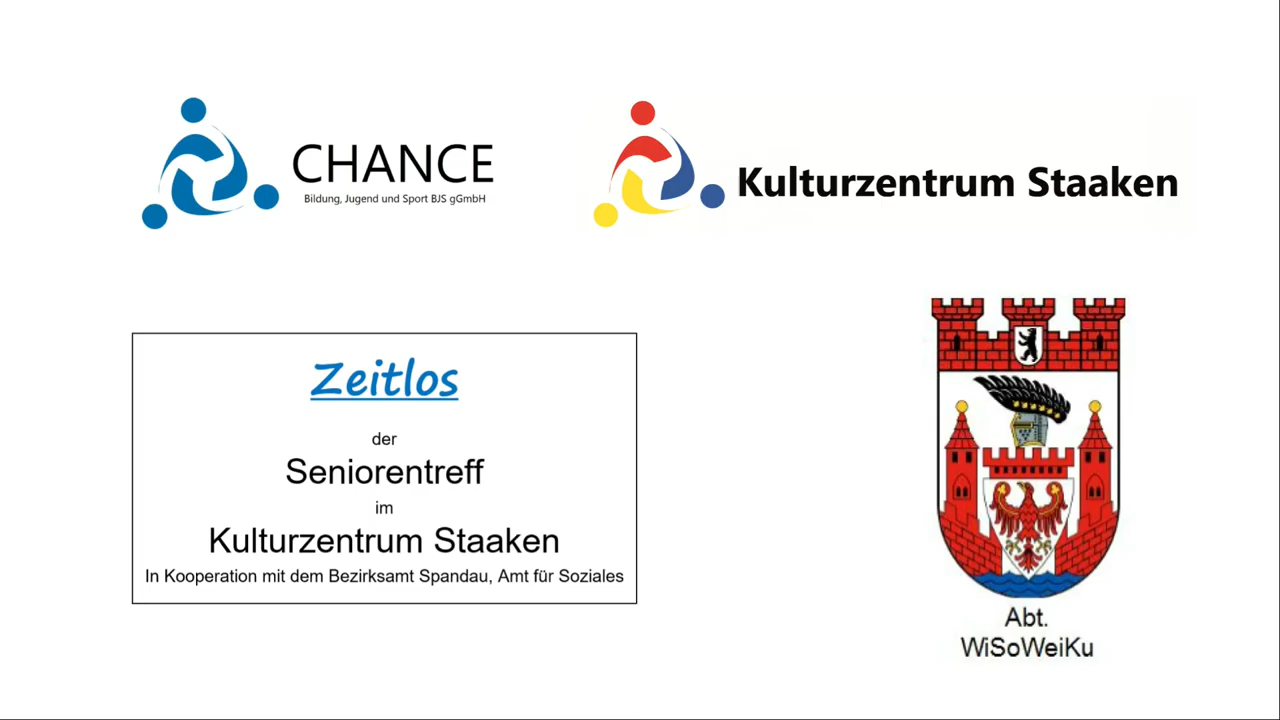 CHANCE
Bildung, Jugend und Sport BJS gGmbH
Kulturzentrum Staaken
Zeitlos
der
Seniorentreff
im
Kulturzentrum Staaken
In Kooperation mit dem Bezirksamt Spandau, Amt für Soziales
Abt.
WiSoWeiKu